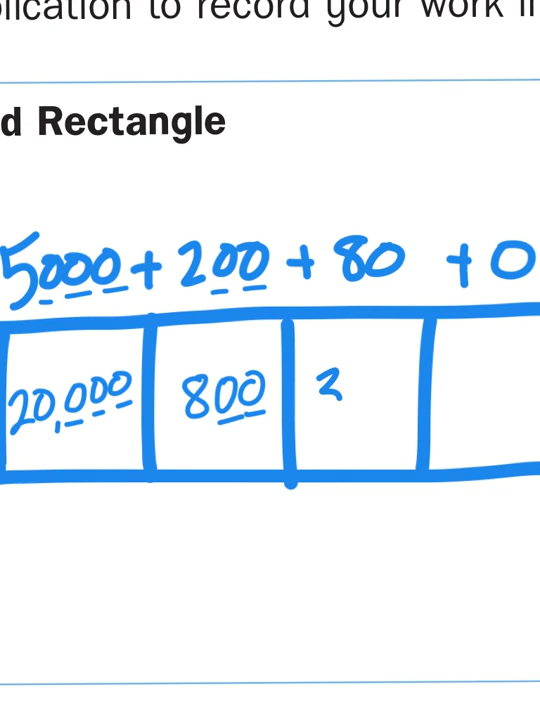 plication to record your work i
d Rectangle
5000 + 200 + 80 + 0
20,000 800 2